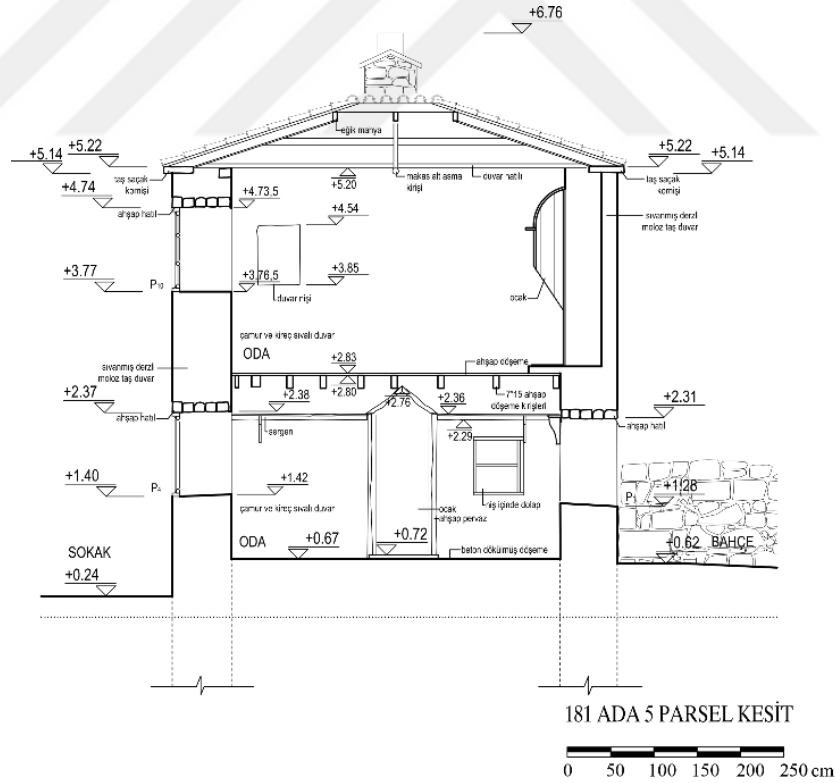 +6.76
eğik manya
+5.14
+5.22
+5.22
+5.14
taş saçak
kornişi
+5.20
makas alt asma
kirişi
duvar hatılı
taş saçak
kornişi
+4.74
ahşap hatıl
+4.73,5
+4.54
sıvanmış derzli
moloz taş duvar
+3.77
P₁₀
+3.76,5
+3.85
duvar nişi
ocak
çamur ve kireç sıvalı duvar
ODA
+2.83
ahşap döşeme
sıvanmış derzli
moloz taş duvar
+2.80
7*15 ahşap
döşeme kirişleri
+2.37
ahşap hatıl
+2.38
+2.76
+2.36
+2.31
ahşap hatıl
sergen
+2.29
+1.40
+1.42
niş içinde dolap
+1.28
çamur ve kireç sıvalı duvar
ocak
ahşap pervaz
SOKAK
ODA
+0.67
+0.72
beton dökülmüş döşeme
+0.62
BAHÇE
+0.24
181 ADA 5 PARSEL KESİT
0 50 100 150 200 250 cm